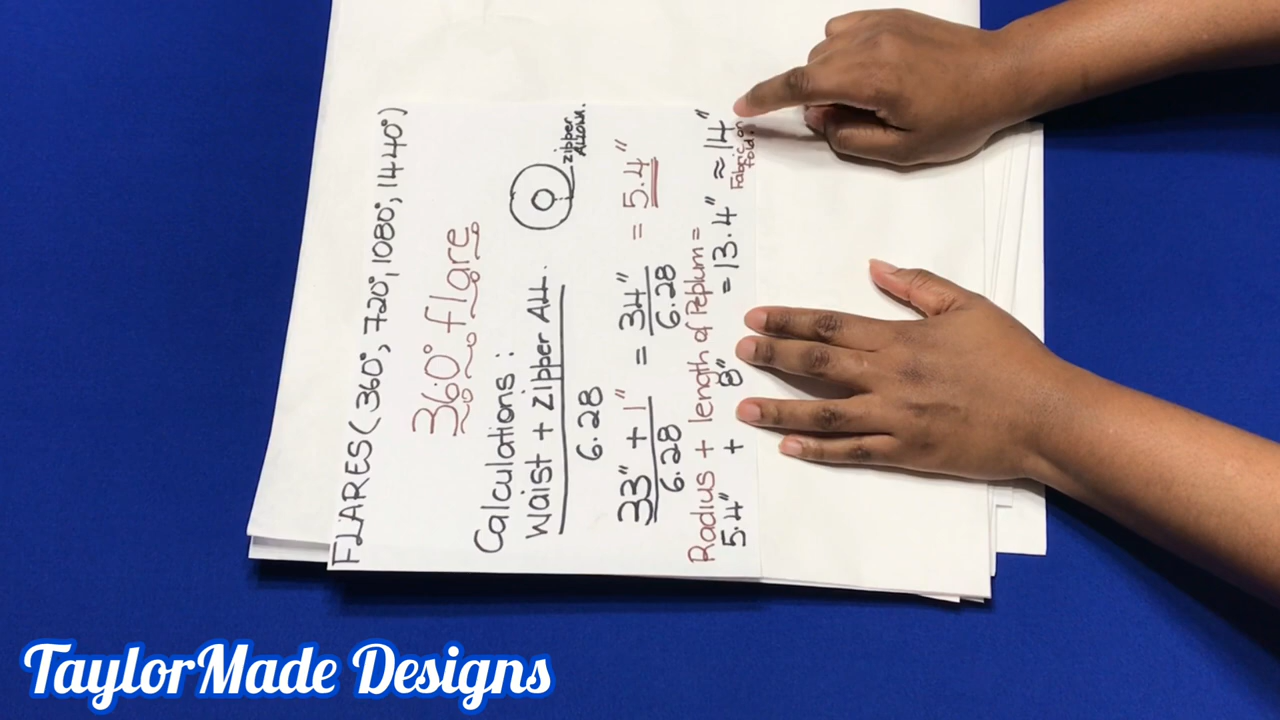 FLARES (360°, 720°, 1080°, 1440°)
360° flare
Calculations:
Waist + zipper All.
6.28
zipper
Allown.
33" + 1" = 34" = 5.4"
6.28 6.28
Radius + length of Peplum =
5.4" + 8" = 13.4" ≈ 14"
Fabric on
fold.
TaylorMade Designs